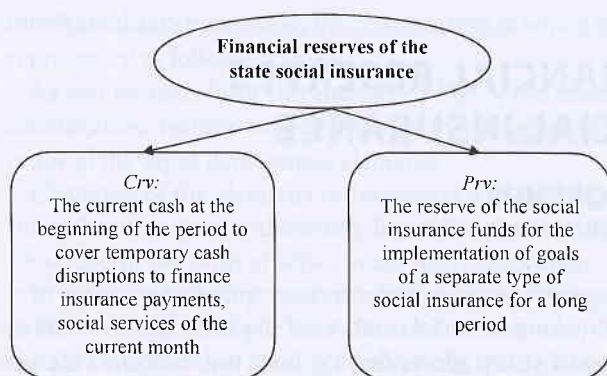 Financial reserves of the
state social insurance
Crv:
The current cash at the
beginning of the period to
cover temporary cash
disruptions to finance
insurance payments,
social services of the
current month
Prv:
The reserve of the social
insurance funds for the
implementation of goals
of a separate type of
social insurance for a long
period